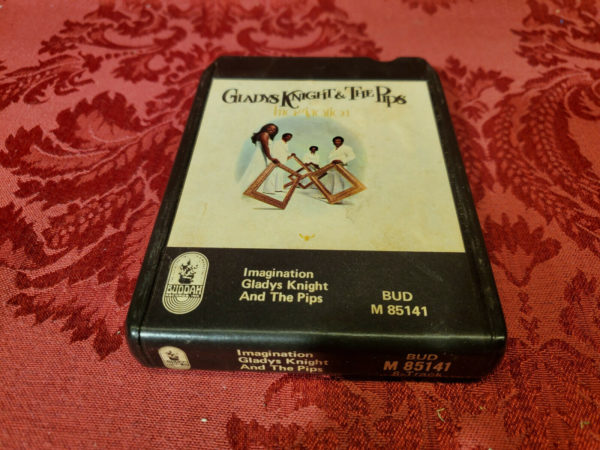 GLADYS KNIGHT & THE PIPS
Imagination
BUDDAH
Imagination
Gladys Knight
And The Pips
BUD
M 85141
BUDDAH
Imagination
Gladys Knight
And The Pips
BUD
M 85141
8-Track